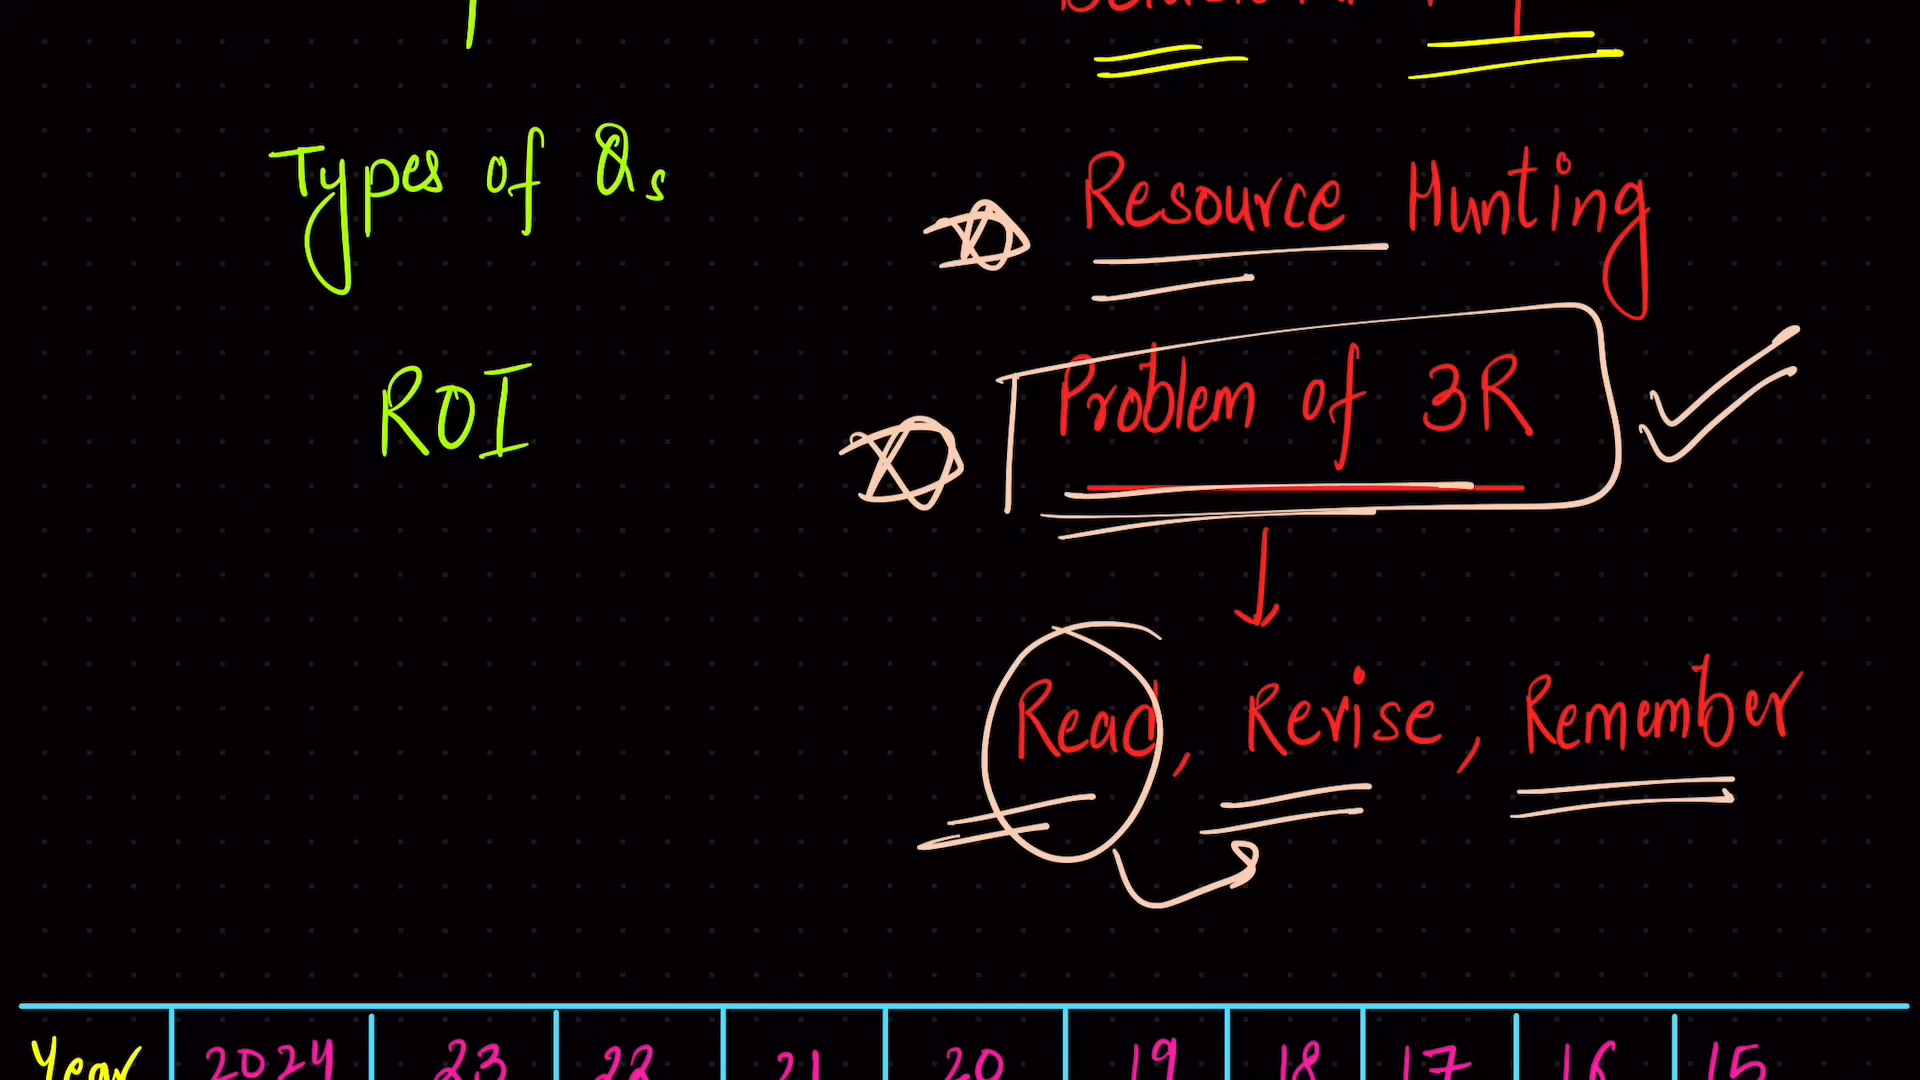 Types of Qs
Resource Hunting
ROI
Problem of 3R
Read, Revise, Remember
Year 2024 23 22 21 20 19 18 17 16 15